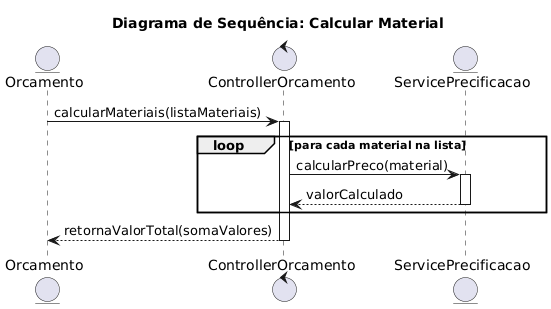 Diagrama de Sequência: Calcular Material
Orcamento ControllerOrcamento ServicePrecificacao
calcularMateriais(listaMateriais)
loop [para cada material na lista]
calcularPreco(material)
valorCalculado
retornaValorTotal(somaValores)
Orcamento ControllerOrcamento ServicePrecificacao